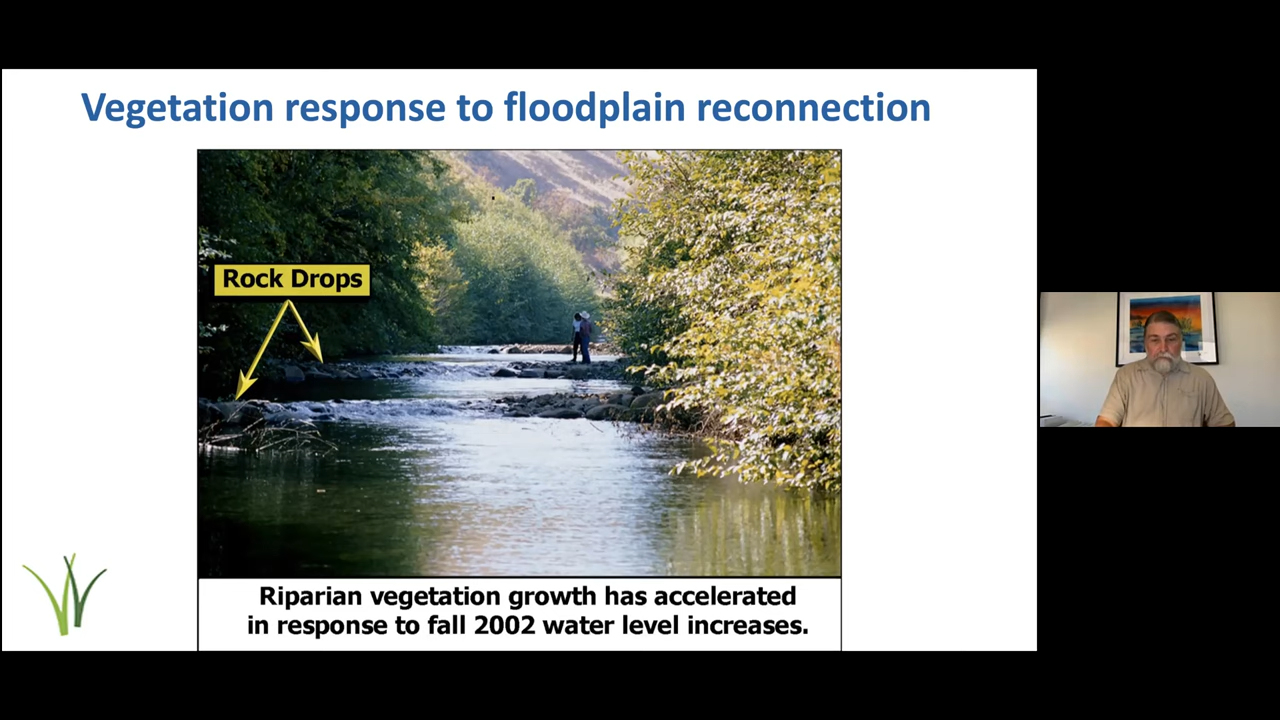 Vegetation response to floodplain reconnection
Rock Drops
Riparian vegetation growth has accelerated
in response to fall 2002 water level increases.